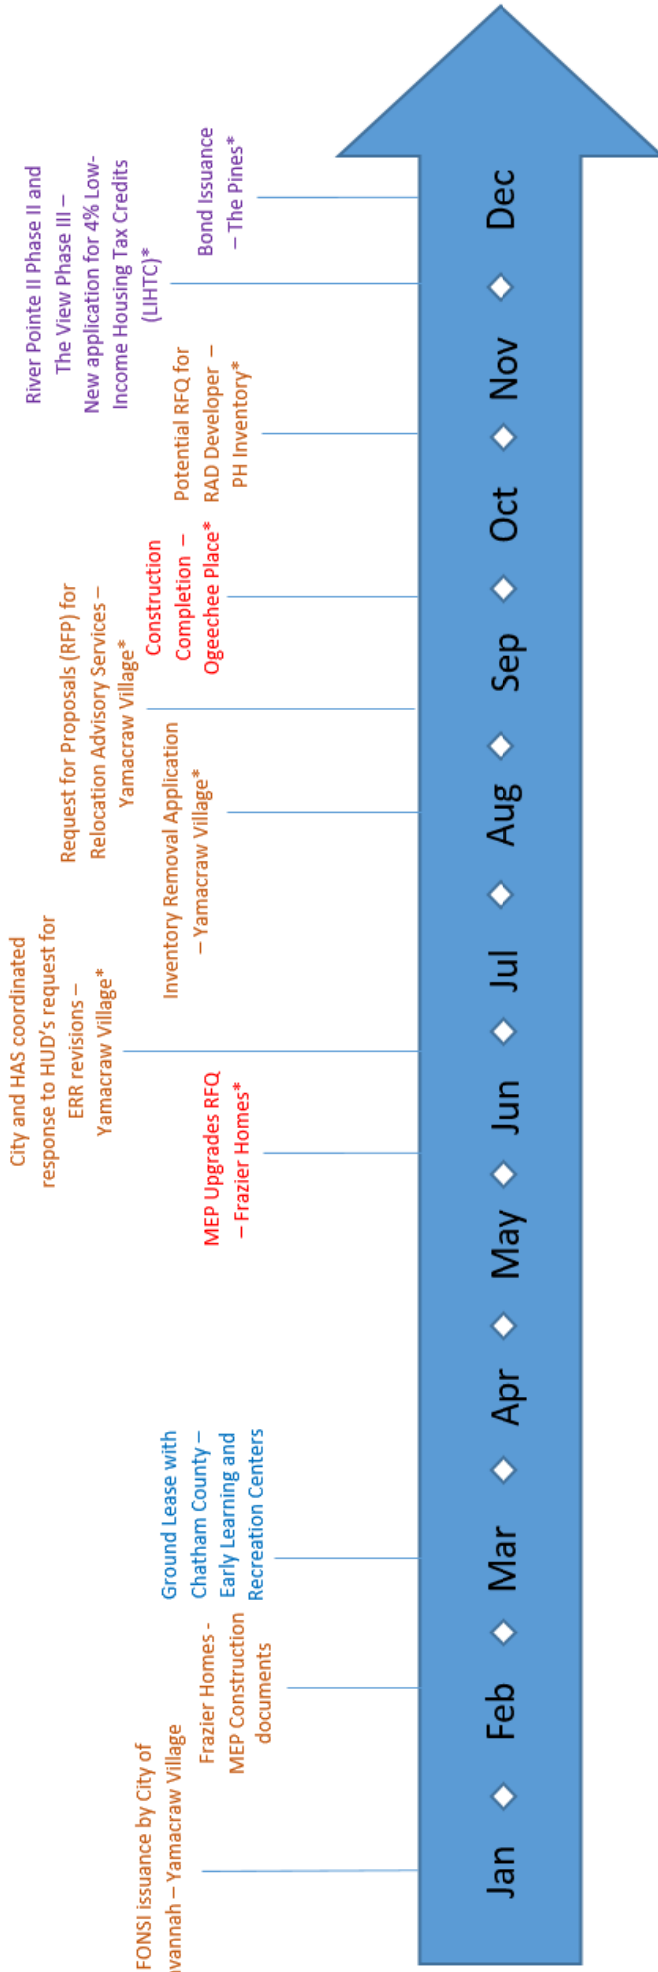 FONSI issuance by City of
avannah – Yamacraw Village
Frazier Homes -
MEP Construction
documents
Ground Lease with
Chatham County –
Early Learning and
Recreation Centers
MEP Upgrades RFQ
– Frazier Homes*
City and HAS coordinated
response to HUD's request for
ERR revisions –
Yamacraw Village*
Inventory Removal Application
– Yamacraw Village*
Request for Proposals (RFP) for
Relocation Advisory Services –
Yamacraw Village*
Construction
Completion –
Ogeechee Place*
Potential RFQ for
RAD Developer –
PH Inventory*
River Pointe II Phase II and
The View Phase III –
New application for 4% Low-
Income Housing Tax Credits
(LIHTC)*
Bond Issuance
– The Pines*
Jan
Feb
Mar
Apr
May
Jun
Jul
Aug
Sep
Oct
Nov
Dec